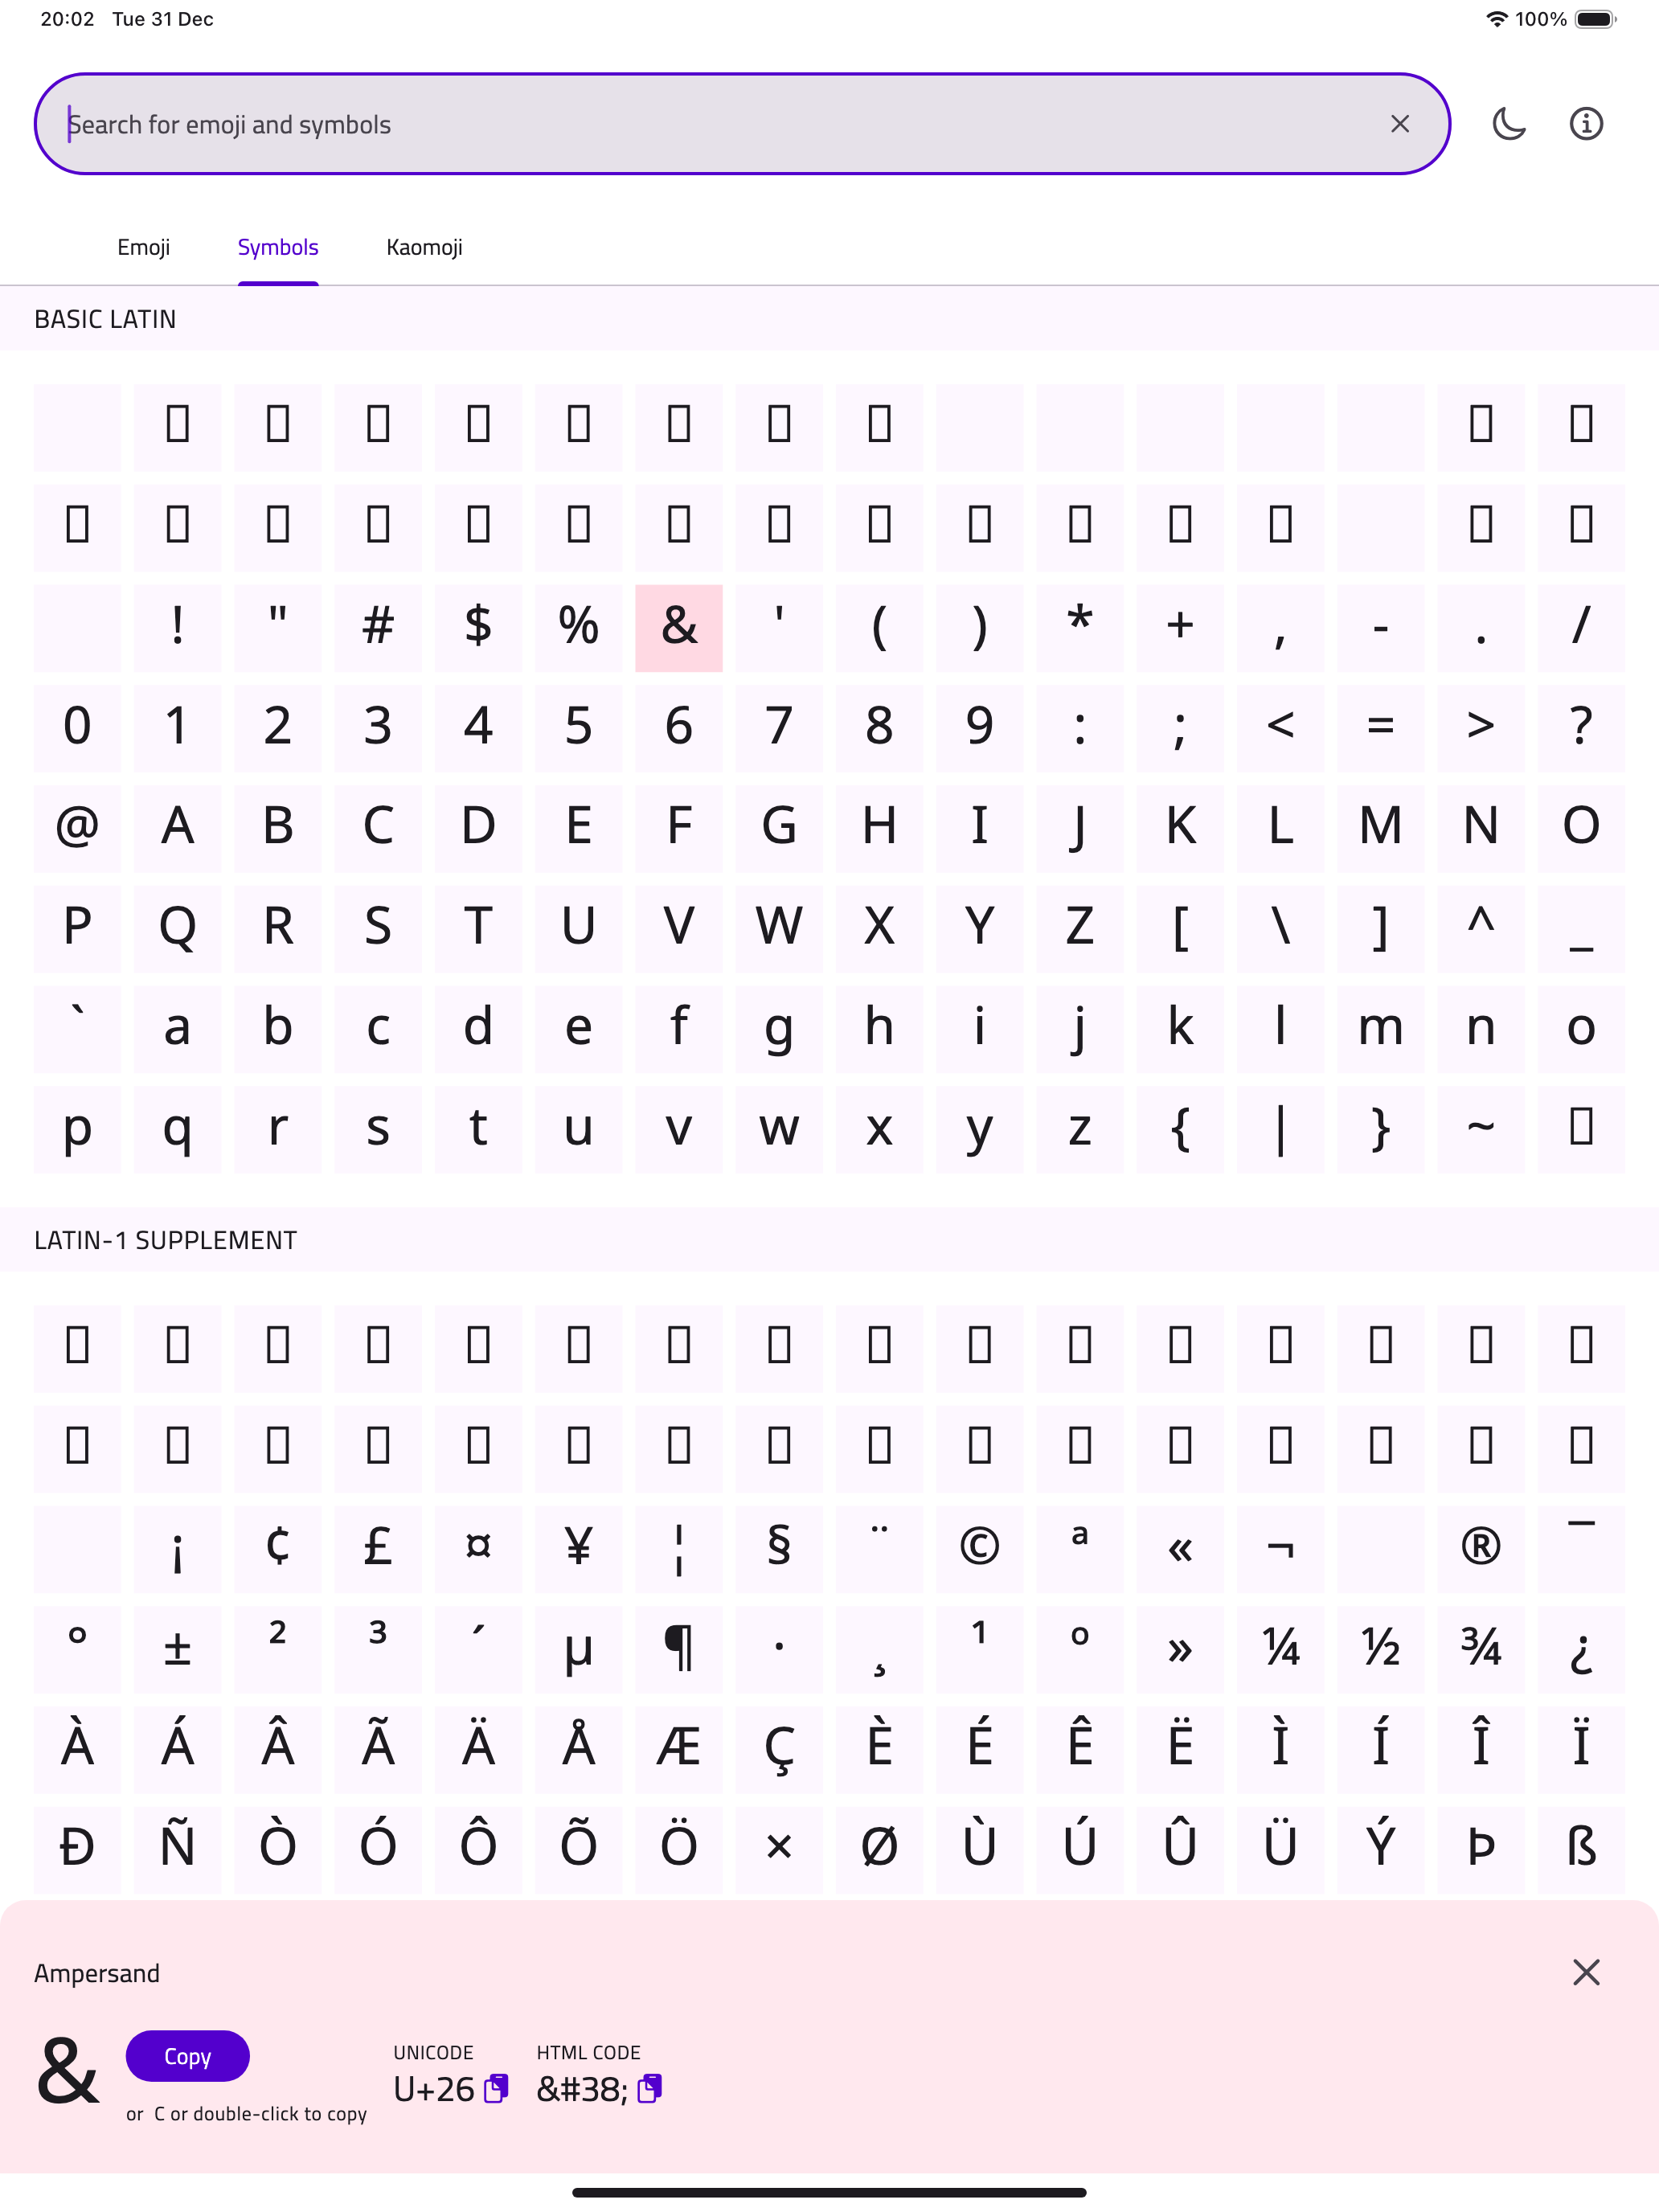 20:02 Tue 31 Dec 100%
Search for emoji and symbols
Emoji Symbols Kaomoji
BASIC LATIN
! " # $ % & ' ( ) * + , - . /
0 1 2 3 4 5 6 7 8 9 : ; < = > ?
@ A B C D E F G H I J K L M N O
P Q R S T U V W X Y Z [ \ ] ^ _
` a b c d e f g h i j k l m n o
p q r s t u v w x y z { | } ~
LATIN-1 SUPPLEMENT
¡ ¢ £ ¤ ¥ ¦ § ¨ © ª « ¬ ® ¯
° ± ² ³ ´ µ ¶ · ¸ ¹ º » ¼ ½ ¾ ¿
À Á Â Ã Ä Å Æ Ç È É Ê Ë Ì Í Î Ï
Ð Ñ Ò Ó Ô Õ Ö × Ø Ù Ú Û Ü Ý Þ ß
Ampersand
& Copy
or C or double-click to copy
UNICODE
U+26
HTML CODE
&#38;